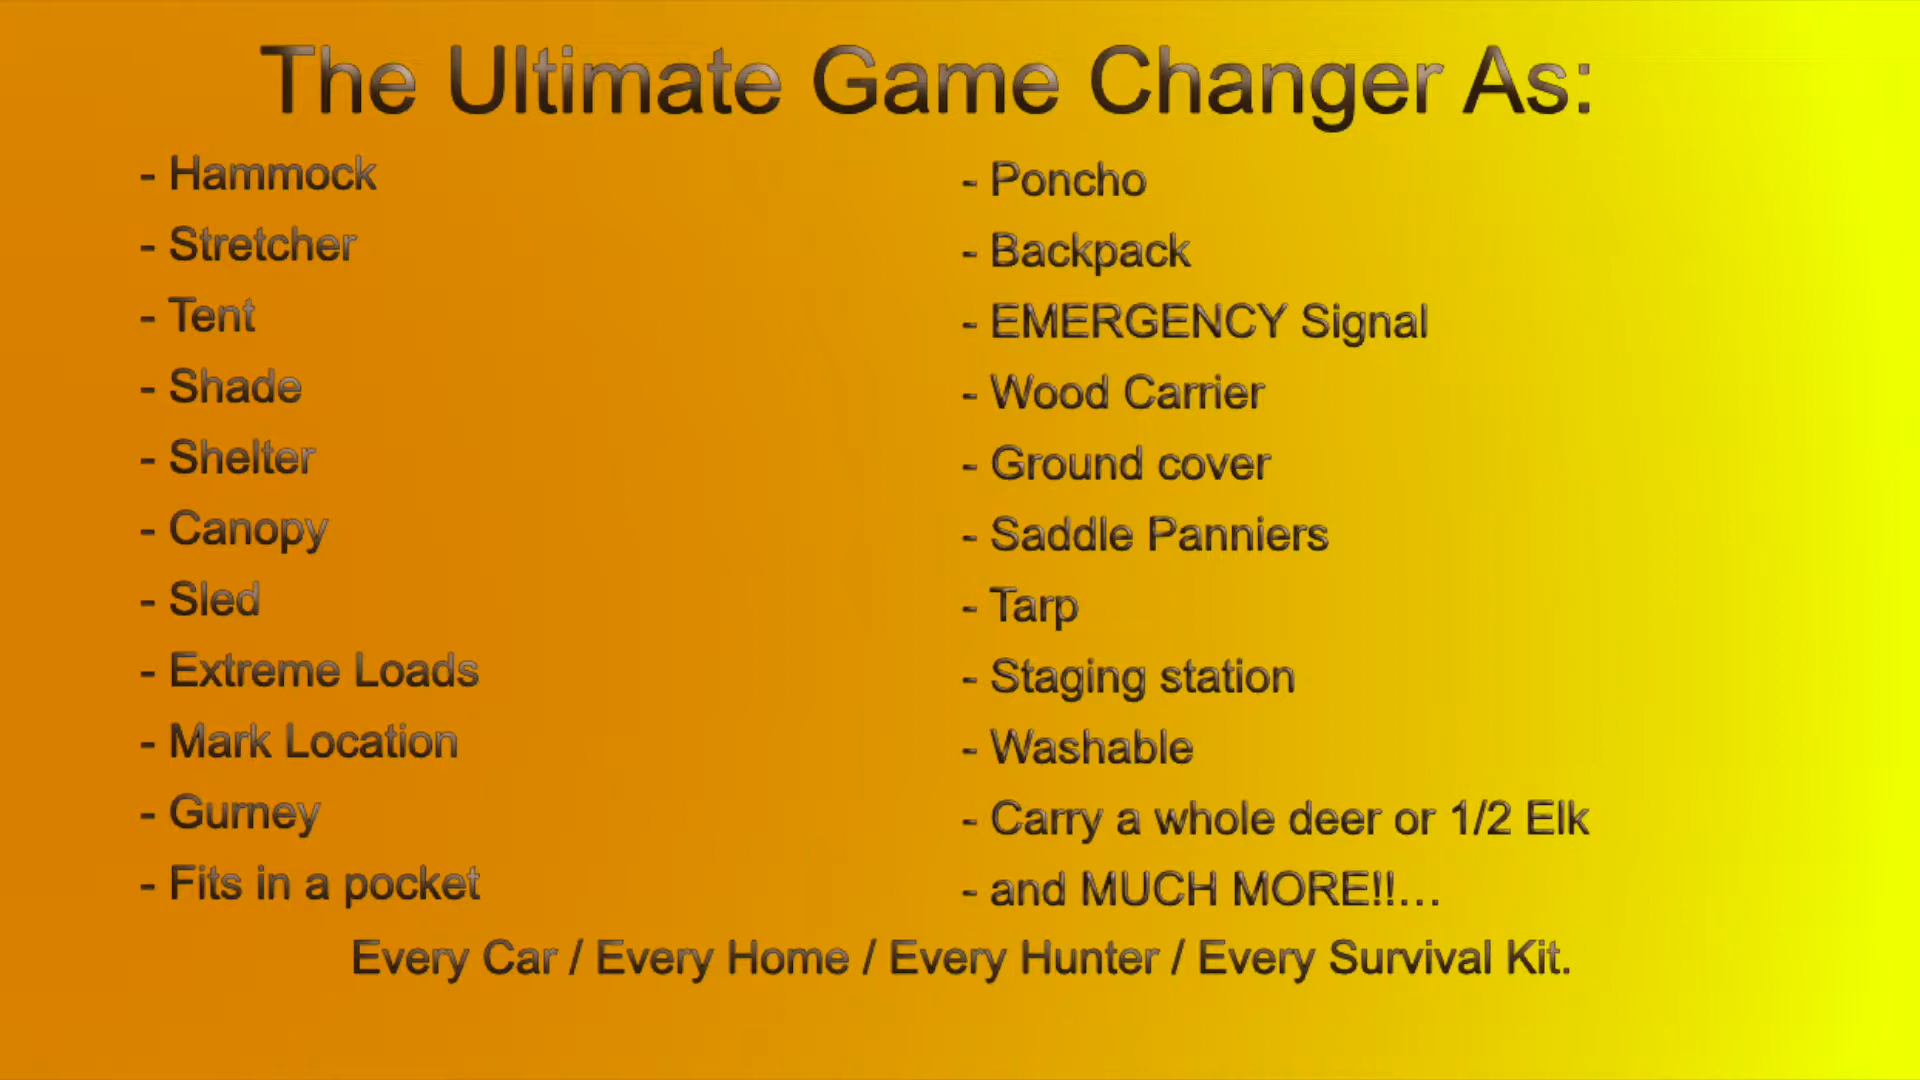 The Ultimate Game Changer As:
- Hammock
- Stretcher
- Tent
- Shade
- Shelter
- Canopy
- Sled
- Extreme Loads
- Mark Location
- Gurney
- Fits in a pocket
- Poncho
- Backpack
- EMERGENCY Signal
- Wood Carrier
- Ground cover
- Saddle Panniers
- Tarp
- Staging station
- Washable
- Carry a whole deer or 1/2 Elk
- and MUCH MORE!!...
Every Car / Every Home / Every Hunter / Every Survival Kit.